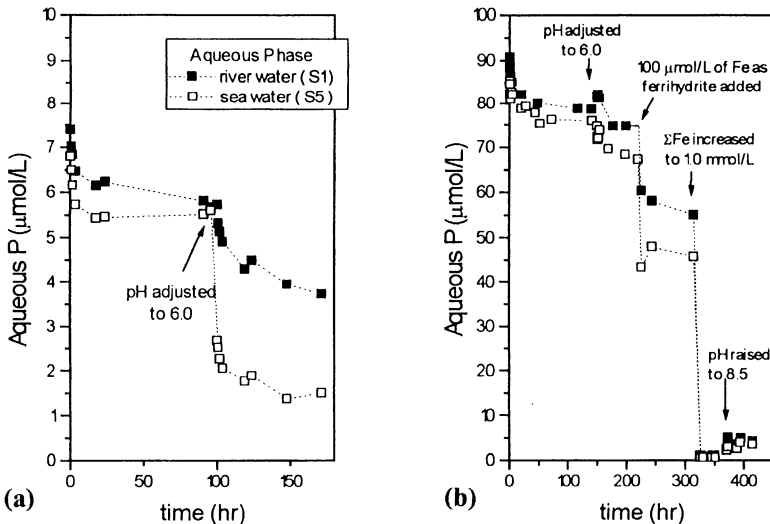 10
9
8
7
6
5
4
3
2
1
0
Aqueous P (µmol/L)
Aqueous Phase
river water (S1)
sea water (S5)
pH adjusted
to 6.0
0
50
100
150
time (hr)
(a)
100
90
80
70
60
50
40
30
20
10
0
Aqueous P (µmol/L)
pH adjusted
to 6.0
100 µmol/L of Fe as
ferrihydrite added
ΣFe increased
to 1.0 mmol/L
pH raised
to 8.5
0
100
200
300
400
time (hr)
(b)